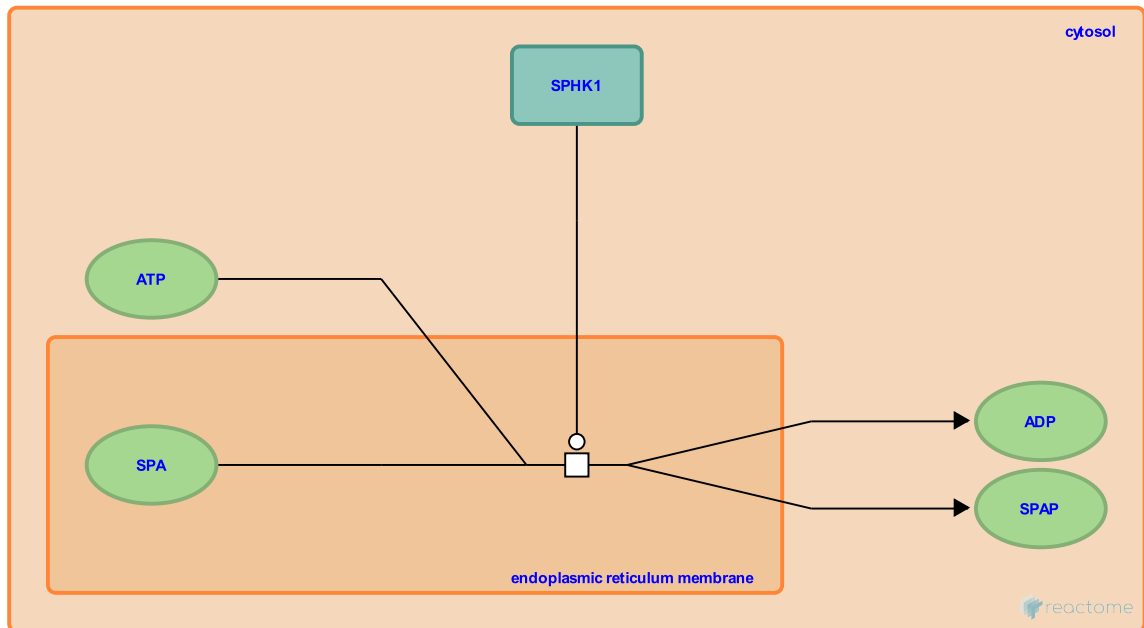 cytosol
SPHK1
ATP
SPA
ADP
SPAP
endoplasmic reticulum membrane
reactome